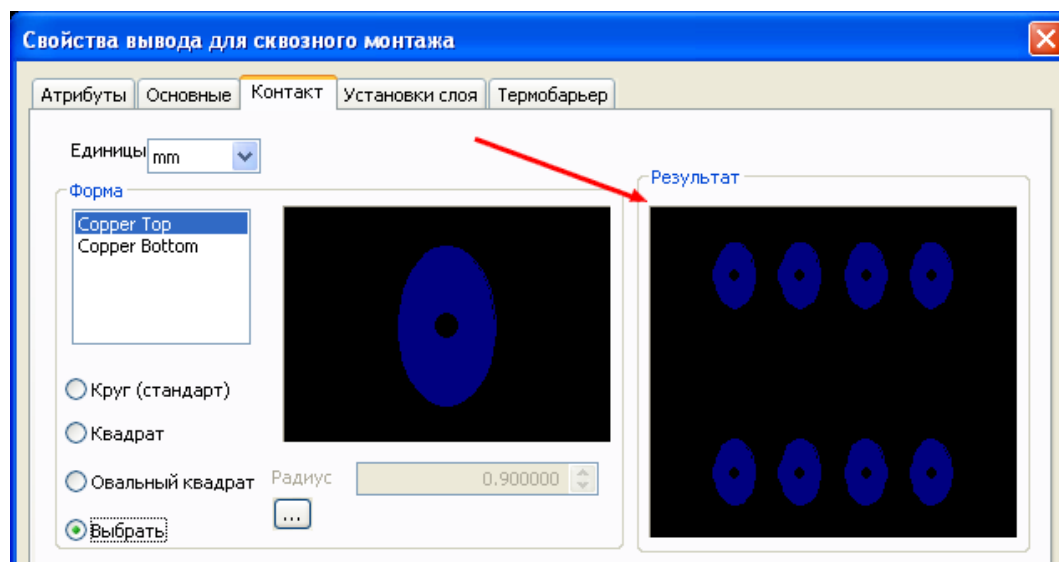 Свойства вывода для сквозного монтажа
Атрибуты Основные Контакт Установки слоя Термобарьер
Единицы mm
Форма
Copper Top
Copper Bottom
Круг (стандарт)
Квадрат
Овальный квадрат Радиус 0.900000
Выбрать ...
Результат